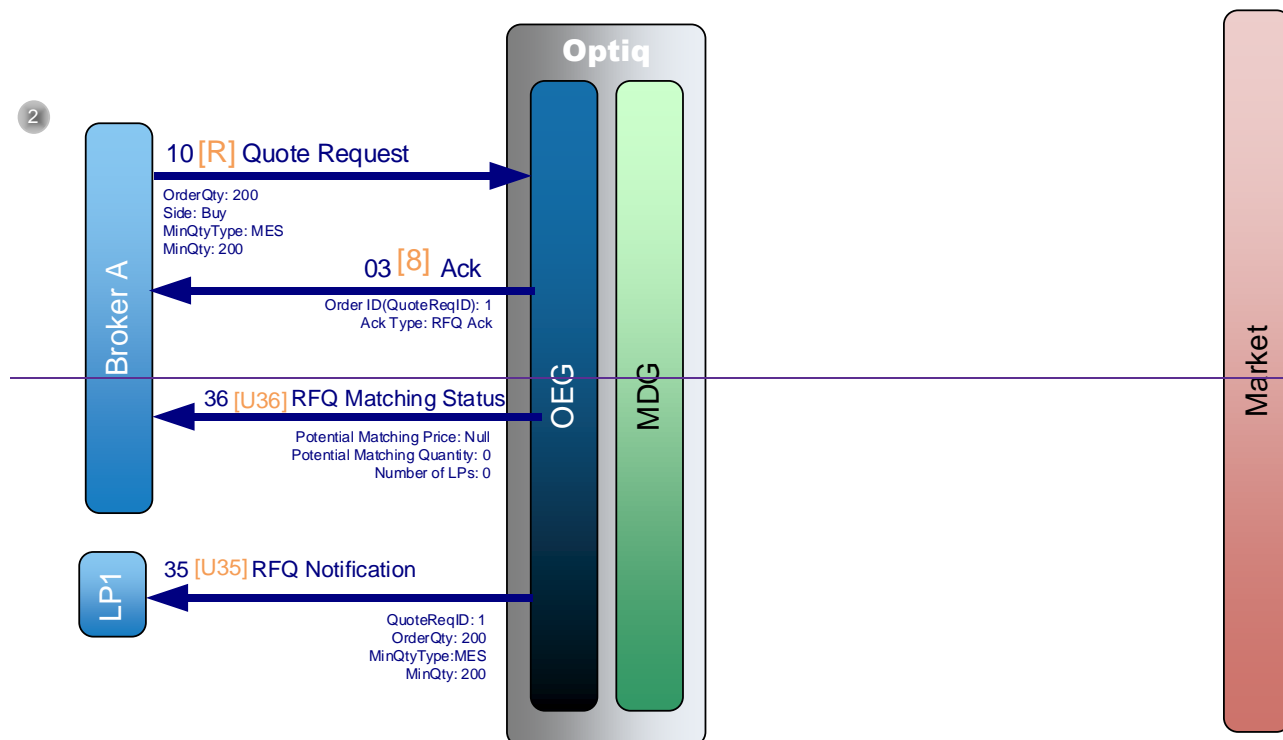 Optiq
2
10 [R] Quote Request
OrderQty: 200
Side: Buy
MinQtyType: MES
MinQty: 200
03 [8] Ack
Order ID(QuoteReqID): 1
Ack Type: RFQ Ack
Broker A
OEG
MDG
Market
36 [U36] RFQ Matching Status
Potential Matching Price: Null
Potential Matching Quantity: 0
Number of LPs: 0
LP1
35 [U35] RFQ Notification
QuoteReqID: 1
OrderQty: 200
MinQtyType:MES
MinQty: 200